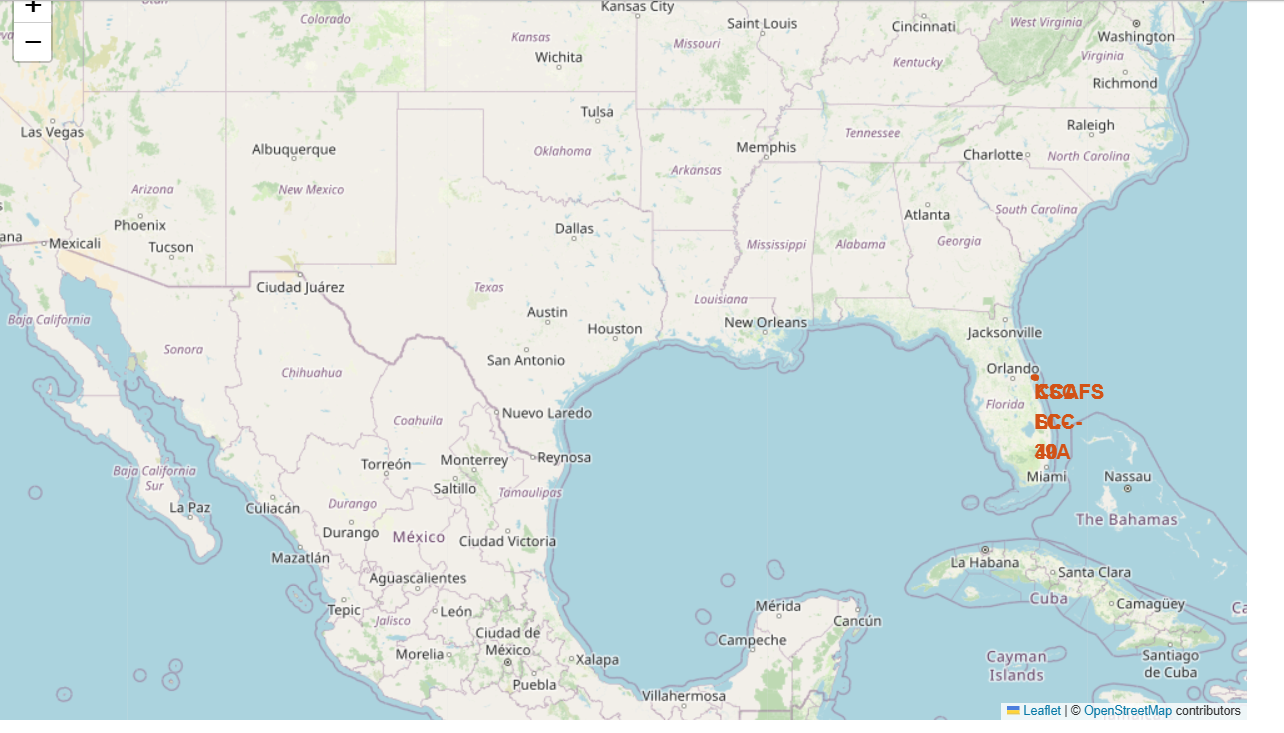 +
Kansas City
Colorado
Saint Louis
Cincinnati
West Virginia
Washington
Kansas
Missouri
Wichita
Kentucky
Virginia
Richmond
Las Vegas
Tulsa
Raleigh
Tennessee
Albuquerque
Oklahoma
Memphis
Charlotte
North Carolina
Arkansas
Arizona
New Mexico
Phoenix
Atlanta
South Carolina
Dallas
ana
Mexicali
Tucson
Mississippi
Alabama
Georgia
Ciudad Juárez
Texas
Louisiana
Baja California
Austin
Houston
New Orleans
Jacksonville
Sonora
San Antonio
Chihuahua
Orlando
Florida
Coahuila
Nuevo Laredo
Torreón
Monterrey
Reynosa
Baja California
Sur
Saltillo
Tamaulipas
Miami
Nassau
La Paz
Culiacán
Durango
Durango
México
Ciudad Victoria
The Bahamas
Mazatlán
La Habana
Santa Clara
Aguascalientes
Cuba
Camagüey
Tepic
León
Mérida
Cancún
Jalisco
Ciudad de
México
Campeche
Morelia
Xalapa
Cayman
Islands
Santiago
de Cuba
Puebla
Villahermosa
Leaflet | © OpenStreetMap contributors